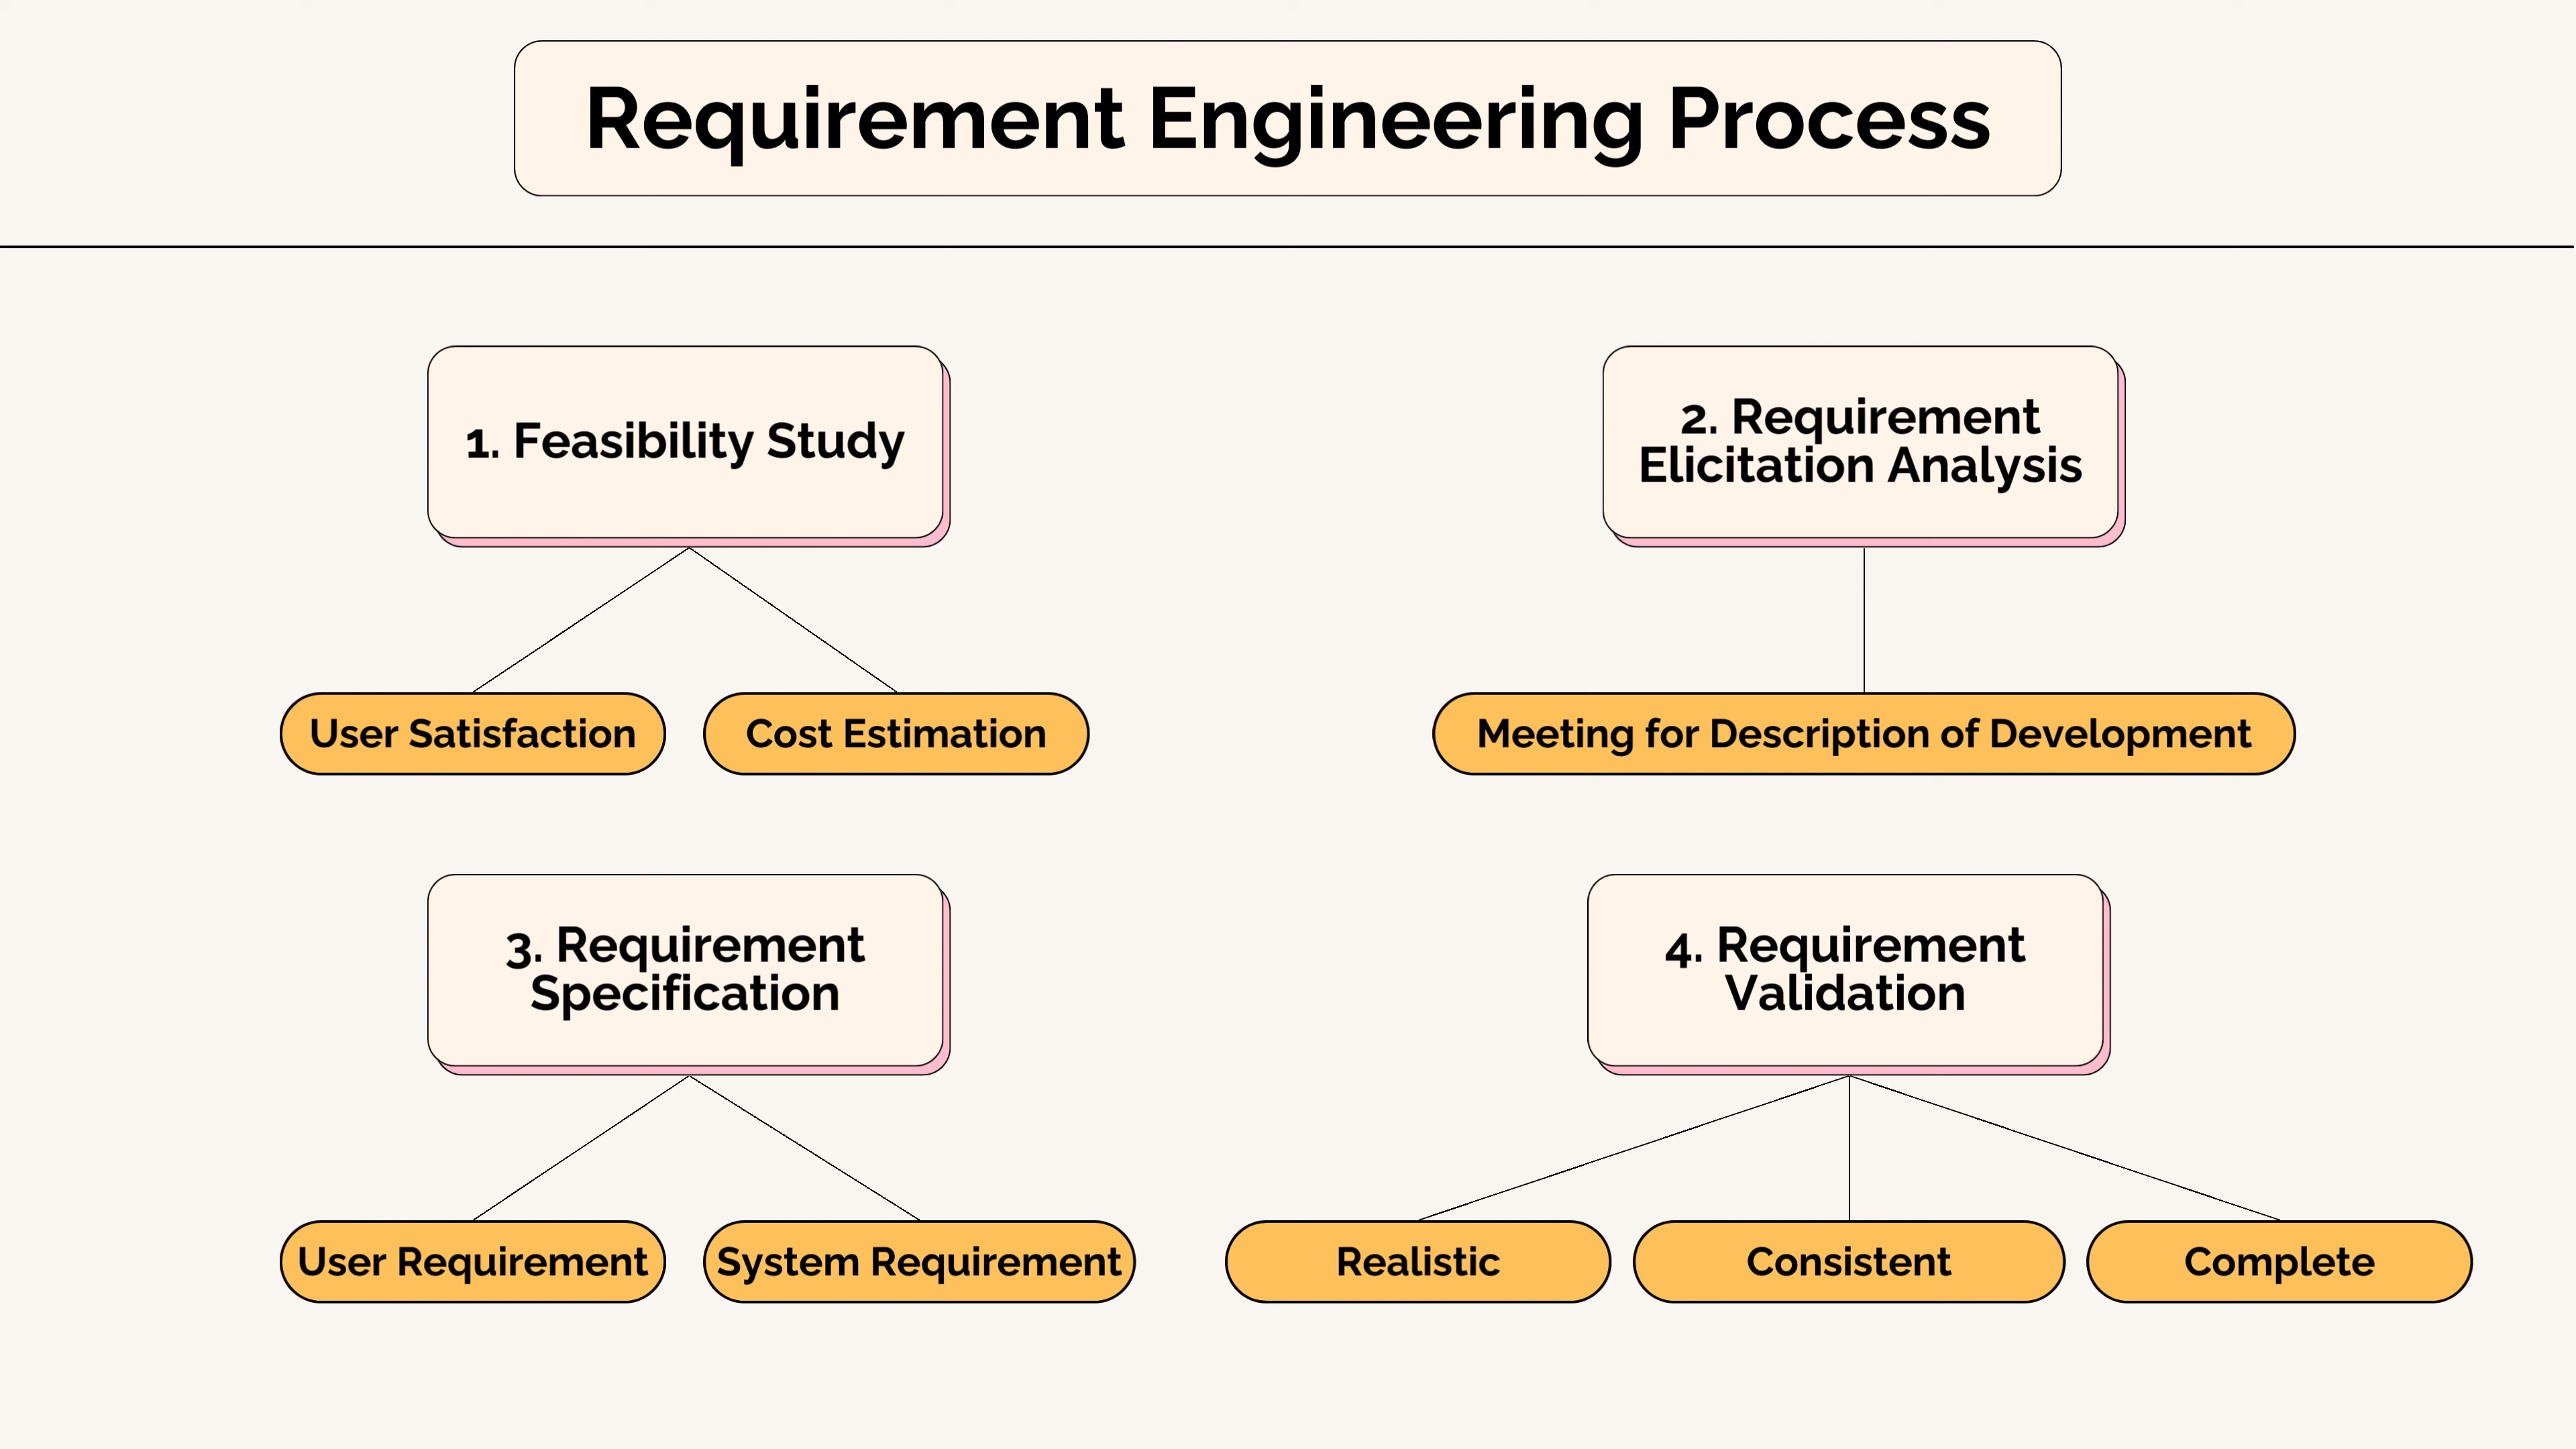 Requirement Engineering Process
1. Feasibility Study
User Satisfaction
Cost Estimation
2. Requirement
Elicitation Analysis
Meeting for Description of Development
3. Requirement
Specification
User Requirement
System Requirement
4. Requirement
Validation
Realistic
Consistent
Complete